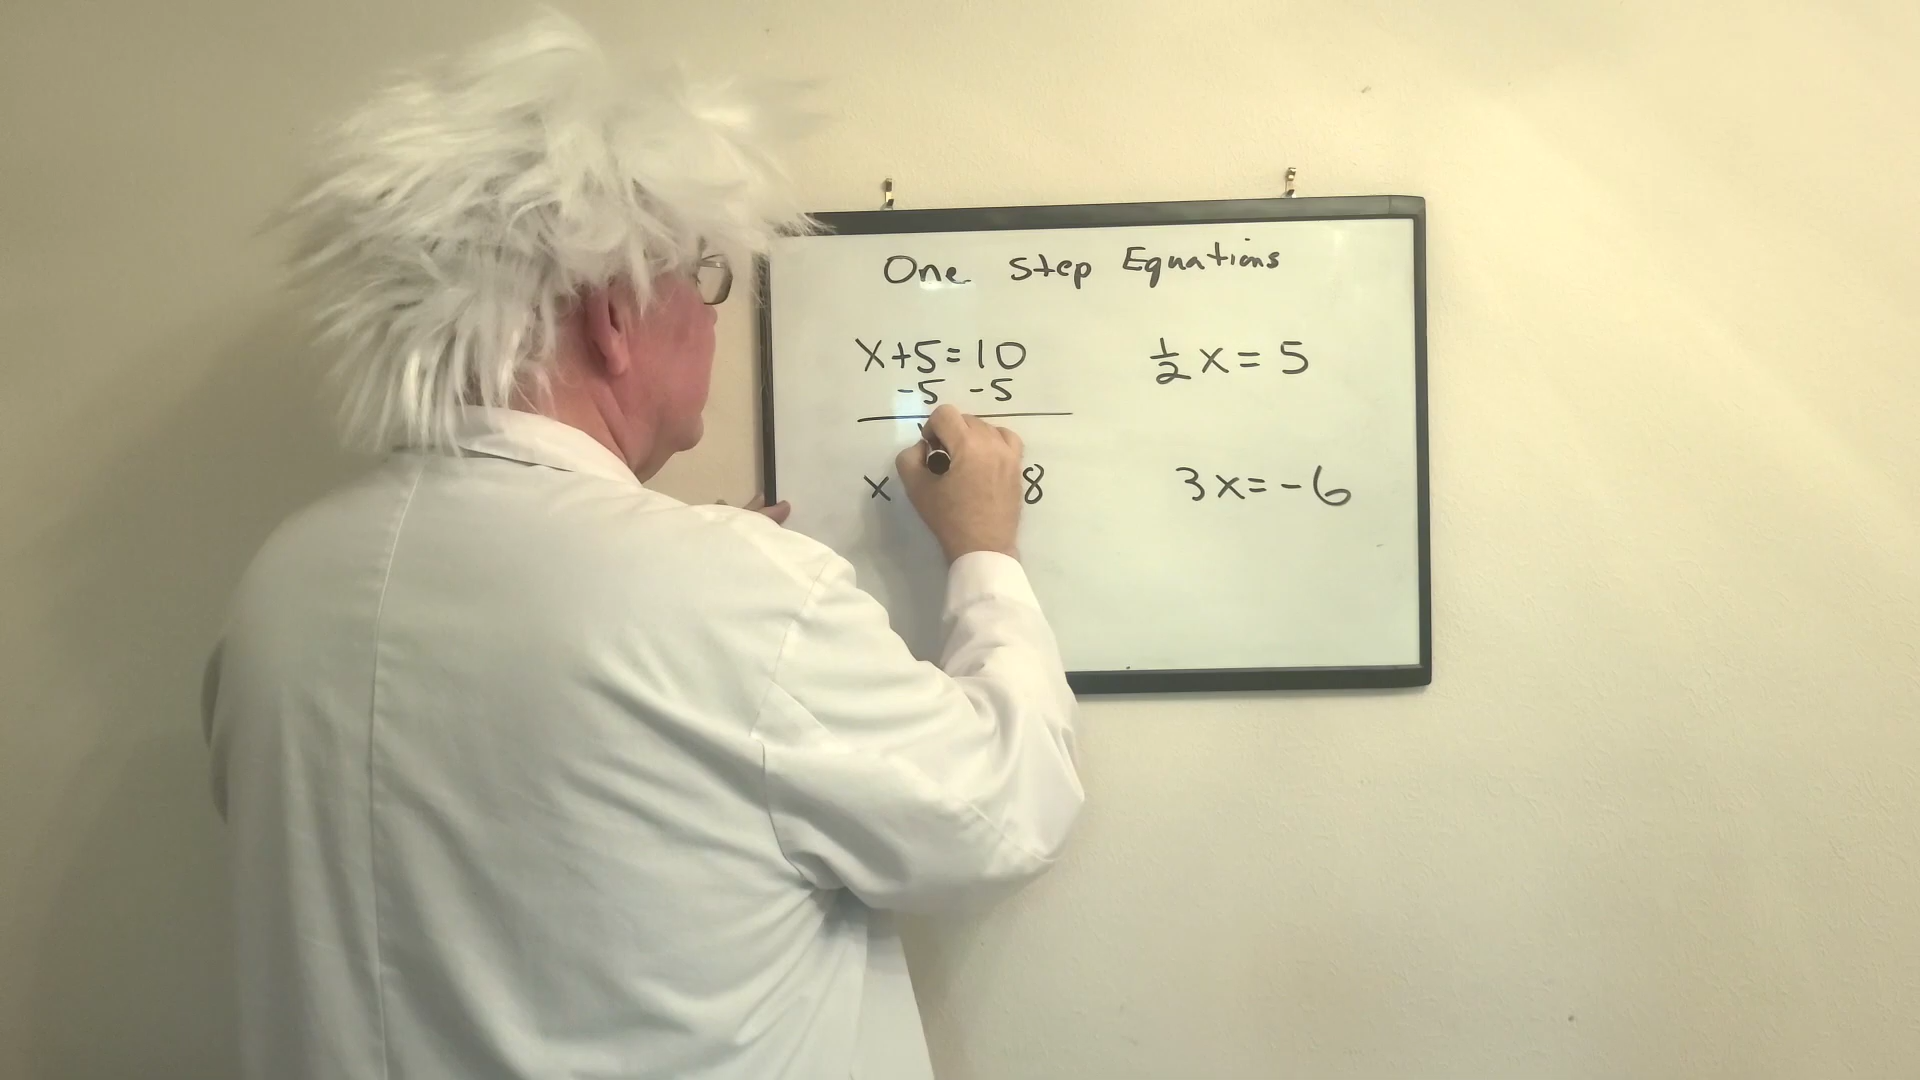 One Step Equations
x+5=10
-5 -5
x 8
½x=5
3x=-6